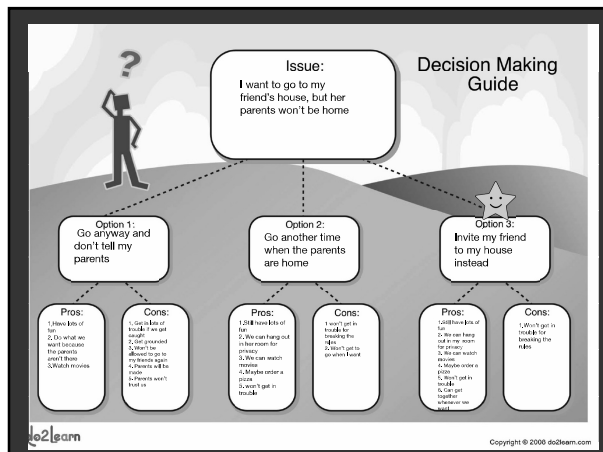 Decision Making
Guide
?
Issue:
I want to go to my
friend's house, but her
parents won't be home
Option 1:
Go anyway and
don't tell my
parents
Option 2:
Go another time
when the parents
are home
Option 3:
Invite my friend
to my house
instead
Pros:
1,Have lots of
fun
2, Do what we
want because
the parents
aren't there
3.Watch movies
Cons:
1, Get in lots of
trouble if we get
caught
2, Get grounded
3, Won't be
allowed to go to
my friends again
4. Parents will be
made
5. Parents won't
trust us
Pros:
1.Still have lots of
fun
2. We can hang out
in her room for
privacy
3. We can watch
movies
4. Maybe order a
pizza
5. won't get in
trouble
Cons:
1 won't get in
trouble for
breaking the
rules
2. Won't get to
go when I want
Pros:
1.Still have lots of
fun
2. We can hang
out in my room
for privacy
3. We can watch
movies
4. Maybe order a
pizza
5. Won't get in
trouble
6. Can get
together
whenever we
want
Cons:
1,Won't get in
trouble for
breaking the
rules
do2learn
Copyright © 2008 do2learn.com